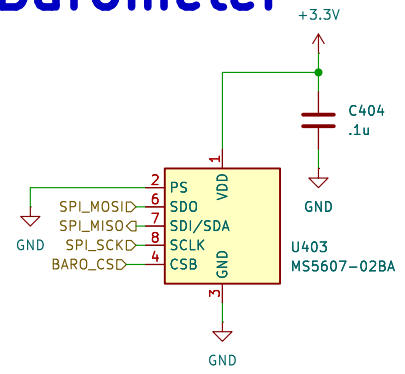 Barometer
+3.3V
C404
.1u
GND
1
VDD
2 PS
6 SDO
7 SDI/SDA
8 SCLK
4 CSB
SPI_MOSI
SPI_MISO
SPI_SCK
BARO_CS
GND
GND
3
U403
MS5607-02BA
GND